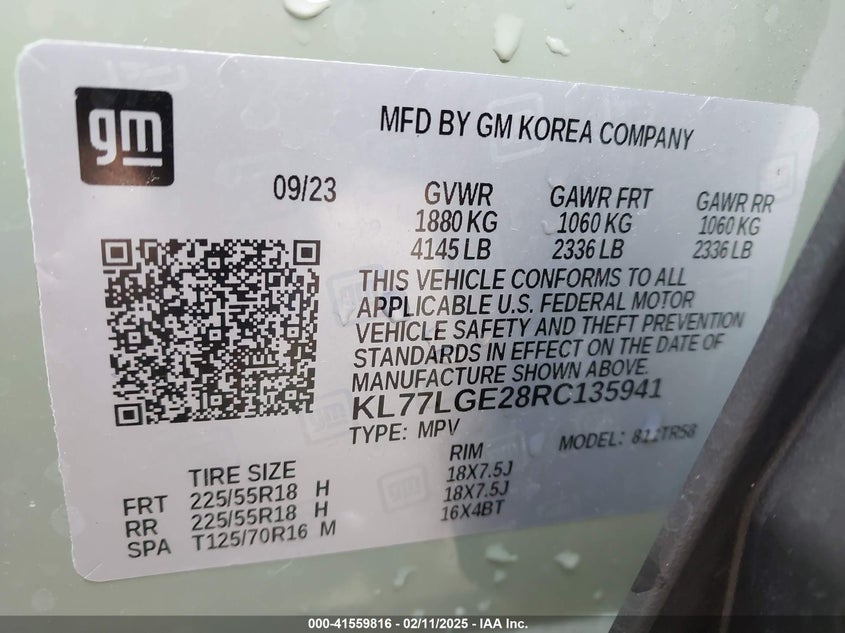 gm
MFD BY GM KOREA COMPANY
09/23 GVWR GAWR FRT GAWR RR
1880 KG 1060 KG 1060 KG
4145 LB 2336 LB 2336 LB
THIS VEHICLE CONFORMS TO ALL
APPLICABLE U.S. FEDERAL MOTOR
VEHICLE SAFETY AND THEFT PREVENTION
STANDARDS IN EFFECT ON THE DATE OF
MANUFACTURE SHOWN ABOVE.
KL77LGE28RC135941
TYPE: MPV MODEL:
TIRE SIZE RIM
FRT 225/55R18 H 18X7.5J
RR 225/55R18 H 18X7.5J
SPA T125/70R16 M 16X4BT
gm
000-41559816 - 02/11/2025 - IAA Inc.